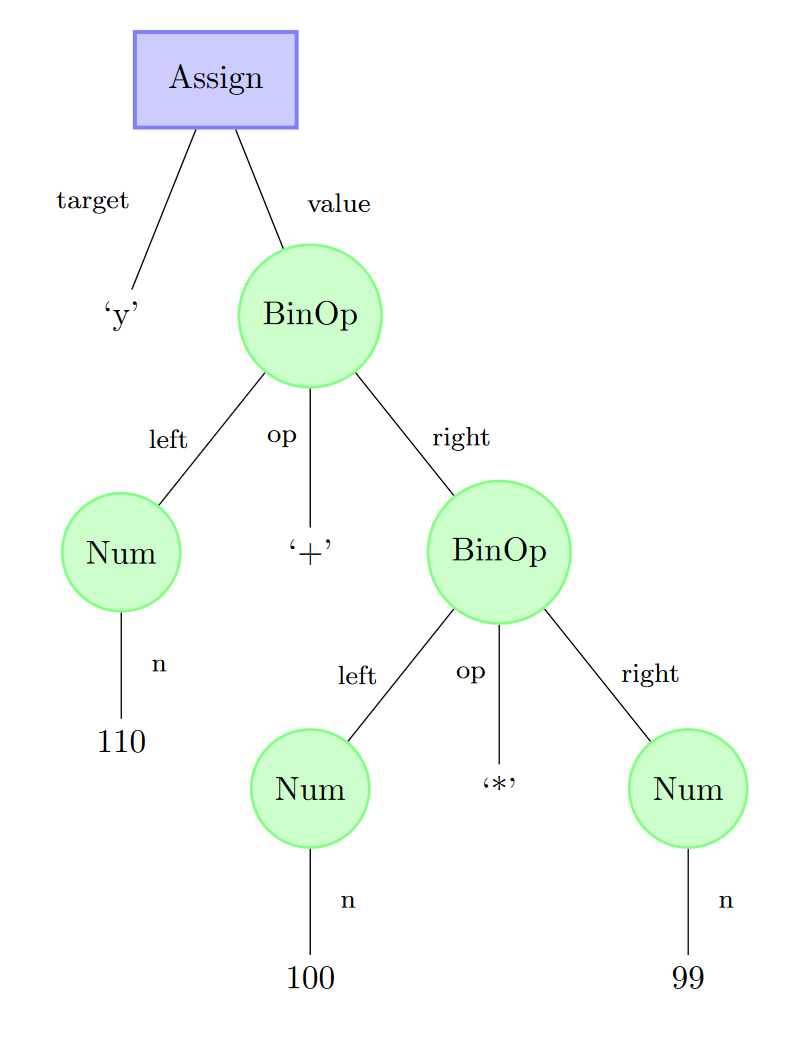 Assign
target
value
‘y’
BinOp
left
op
right
Num
‘+’
BinOp
n
left
op
right
110
Num
‘*’
Num
n
n
100
99